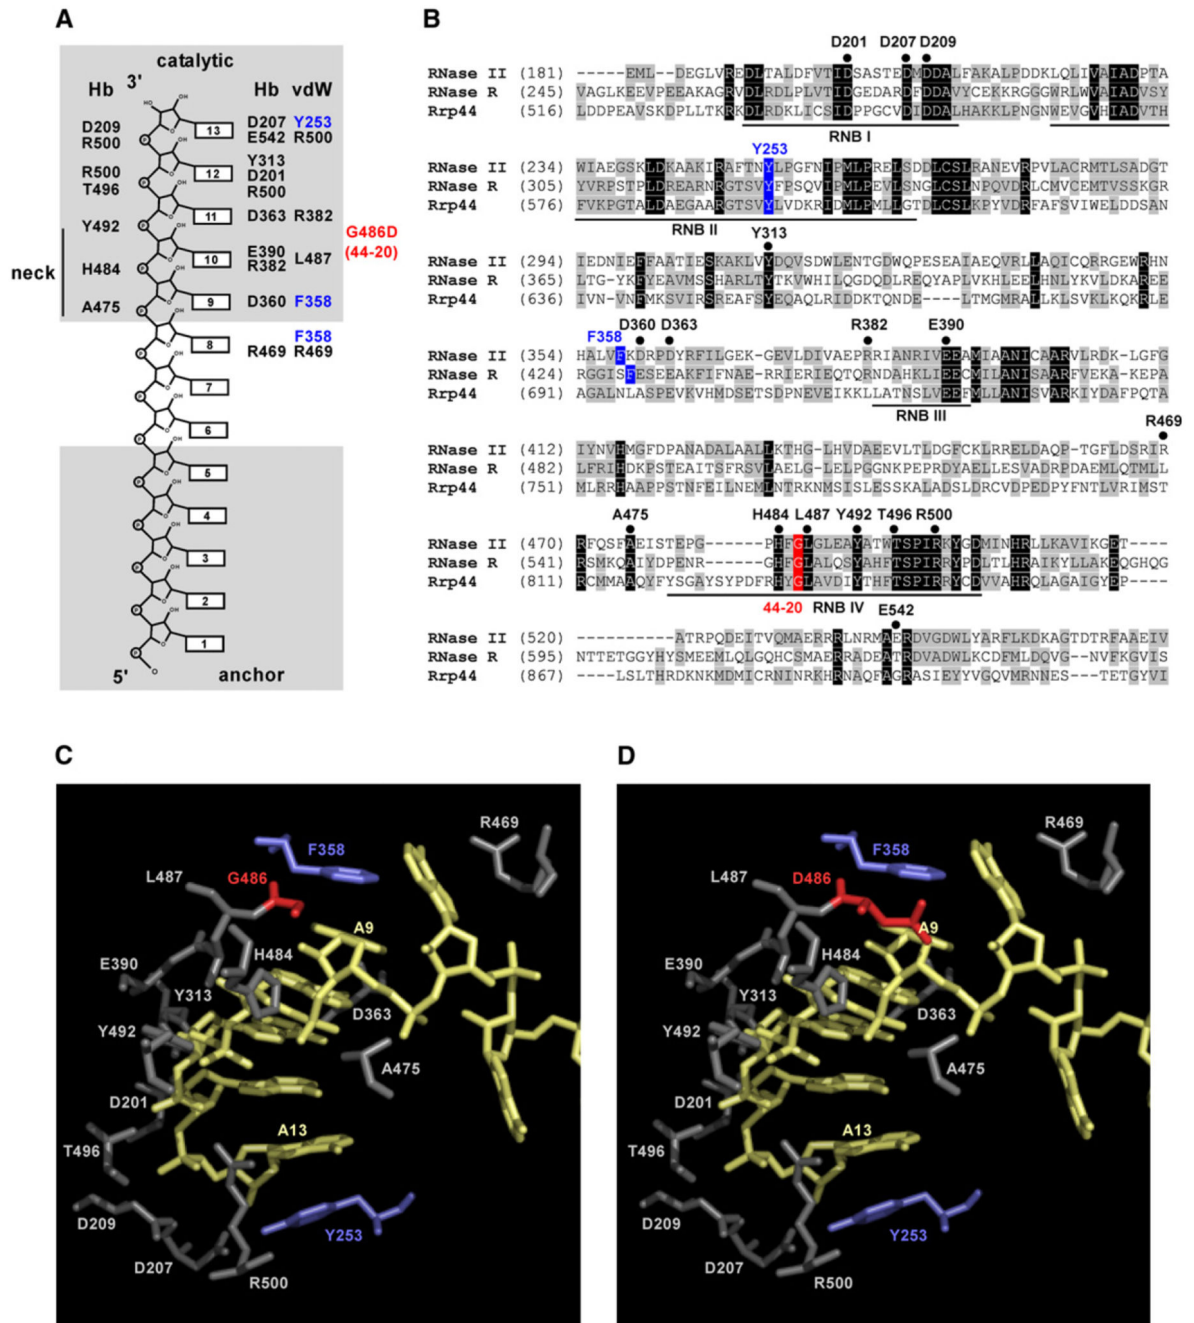 A
catalytic
Hb 3' Hb vdW
D209 13 D207 Y253
R500 E542 R500
R500 12 Y313
T496 D201
R500
11 D363 R382
Y492 G486D
10 E390 L487 (44-20)
neck R382
H484
9 D360 F358
A475
8 F358
R469 R469
7
6
5
4
3
2
1
5' anchor
B
D201 D207 D209
RNase II (181) -----EML--DEGLVREDLTALDFVTIDSASTEDMDDALFAKALPDDKLQLIVAIADPTA
RNase R (245) VAGLKEEVPEEAKAGRVDLRDLPLVTIDGEDARDFDDAVYCEKKRGGGWRLWVAIADVSY
Rrp44 (516) LDDPEAVSKDPLLTKRKDLRDKLICSIDPPGCVDIDDALHAKKLPNGNWEVGVHIADVTH
RNB I
Y253
RNase II (234) WIAEGSKLDKAAKIRAFTNYLPGFNIPMLPRELSDDLCSLRANEVRPVLACRMTLSADGT
RNase R (305) YVRPSTPLDREARNRGTSVYFPSQVIPMLPEVLSNGLCSLNPQVDRLCMVCEMTVSSKGR
Rrp44 (576) FVKPGTALDAEGAARGTSVYLVDKRIDMLPMLLGTDLCSLKPYVDRFAFSVIWELDDSAN
RNB II
Y313
RNase II (294) IEDNIEFFAATIESKAKLVYDQVSDWLENTGDWQPESEAIAEQVRLLAQICQRRGEWRHN
RNase R (365) LTG-YKFYEAVMSSHARLTYTKVWHILQGDQDLREQYAPLVKHLEELHNLYKVLDKAREE
Rrp44 (636) IVN-VNFMKSVIRSREAFSYEQAQLRIDDKTQNDE----LTMGMRALLKLSVKLKQKRLE
F358 D360 D363 R382 E390
RNase II (354) HALVFKDRPDYRFILGEK-GEVLDIVAEPRRIANRIVEEAMIAANICAARVLRDK-LGFG
RNase R (424) RGGISFESEEAKFIFNAE-RRIERIEQTQRNDAHKLIEECMILANISAARFVEKA-KEPA
Rrp44 (696) AGALNLASPEVKVHMDSETSDPNEVEIKKLLATNSLVEEFMLLANISVARKIYDAFPQTA
RNB III
R469
RNase II (412) IYNVHMGFDPANADALAALLKTHG-LHVDAEEVLTLDGFCKLRRELDAQP-TGFLDSRIR
RNase R (482) LFRIHDKPSTEAITSFRSVLAELG-LELPGGNKPEPRDYAELLESVADRPDAEMLQTMLL
Rrp44 (751) MLRRHAAPPSTNFEILNEMLNTRKNMSISLESSKALADSLDRCVDPEDPYFNTLVRIMST
A475 H484 L487 Y492 T496 R500
RNase II (470) RFQSFAEISTEPG------PHFGLGLEAYATWTSPIRKYGDMINHRLLKAVIKGET----
RNase R (541) RSMKQAIYDPENR------GHFGLALQSYAHFTSPIRRYPDLTLHRAIKYLLAKEQGHQG
Rrp44 (811) RCMMAAQYFYSGAYSYPDFRHYGLAVDIYTHFTSPIRRYCDVVAHRQLAGAIGYEP----
44-20 RNB IV
E542
RNase II (520) ----------ATRPQDEITVQMAERRRLNRMAERDVGDWLYARFLKDKAGTDTRFAAEIV
RNase R (595) NTTETGGYHYSMEEMLQLGQHCSMAERRADEATRDVADWLKCDFMLDQVG--NVFKGVIS
Rrp44 (867) ----LSLTHRDKNKMDMICRNINRKHRNAQFAGRASIEYYVGQVMRNNES---TETGYVI
C
R469
F358
L487 G486
A9
H484
E390
Y313
D363
Y492
A475
D201
A13
T496
D209
Y253
D207
R500
D
R469
F358
L487 D486
A9
H484
E390
Y313
D363
Y492
A475
D201
A13
T496
D209
Y253
D207
R500